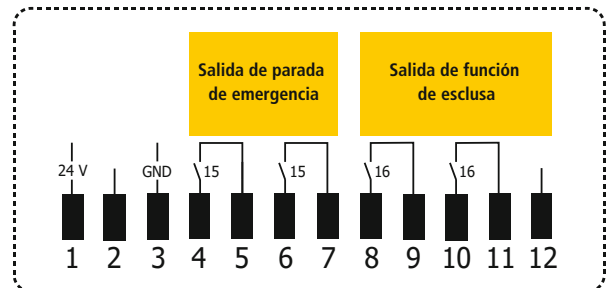 Salida de parada
de emergencia
Salida de función
de esclusa
24 V GND 15 15 16 16
1 2 3 4 5 6 7 8 9 10 11 12